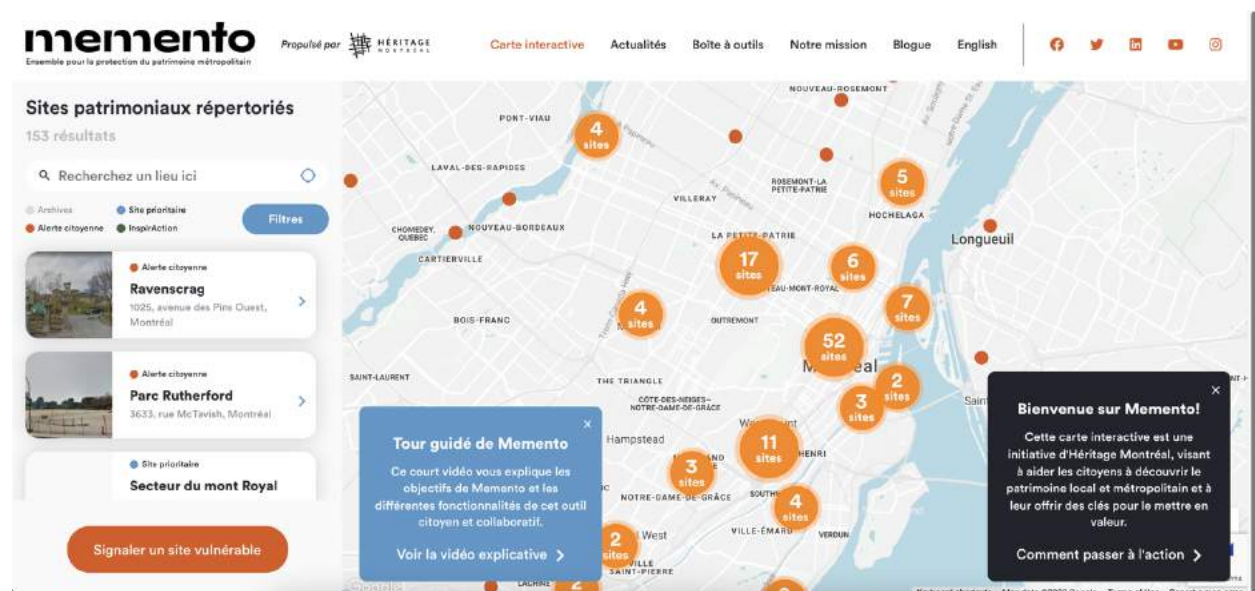 memento
Ensemble pour la protection du patrimoine métropolitain
Propulsé par
HÉRITAGE
MONTRÉAL
Carte interactive
Actualités
Boîte à outils
Notre mission
Blogue
English
Sites patrimoniaux répertoriés
153 résultats
Recherchez un lieu ici
Archives
Site prioritaire
Alerte citoyenne
InspirAction
Filtres
Alerte citoyenne
Ravenscrag
1025, avenue des Pins Ouest,
Montréal
Alerte citoyenne
Parc Rutherford
3633, rue McTavish, Montréal
Site prioritaire
Secteur du mont Royal
Signaler un site vulnérable
NOUVEAU-ROSEMONT
PONT-VIAU
4
sites
Av. Papineau
LAVAL-DES-RAPIDES
ROSEMONT-LA
PETITE-PATRIE
5
sites
VILLERAY
HOCHELAGA
CHOMEDEY,
QUEBEC
NOUVEAU-BORDEAUX
LA PETITE-PATRIE
Longueuil
CARTIERVILLE
17
sites
6
sites
7
sites
4
sites
BOIS-FRANC
OUTREMONT
52
sites
SAINT-LAURENT
THE TRIANGLE
2
sites
3
sites
CÔTE-DES-NEIGES–
NOTRE-DAME-DE-GRÂCE
Hampstead
11
sites
HENRI
3
sites
NOTRE-DAME-DE-GRÂCE
4
sites
VILLE-ÉMARD
VERDUN
2
sites
West
VILLE
SAINT-PIERRE
LACHINE
2
Tour guidé de Memento
Ce court vidéo vous explique les
objectifs de Memento et les
différentes fonctionnalités de cet outil
citoyen et collaboratif.
Voir la vidéo explicative
Bienvenue sur Memento!
Cette carte interactive est une
initiative d'Héritage Montréal, visant
à aider les citoyens à découvrir le
patrimoine local et métropolitain et à
leur offrir des clés pour le mettre en
valeur.
Comment passer à l'action